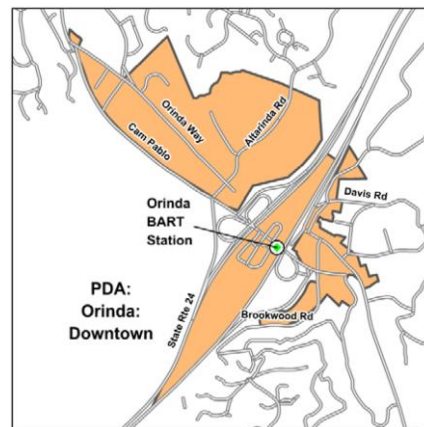 Orinda Way
Altarinda Rd
Cam Pablo
Davis Rd
Orinda
BART
Station
PDA:
Orinda:
Downtown
State Rte 24
Brookwood Rd